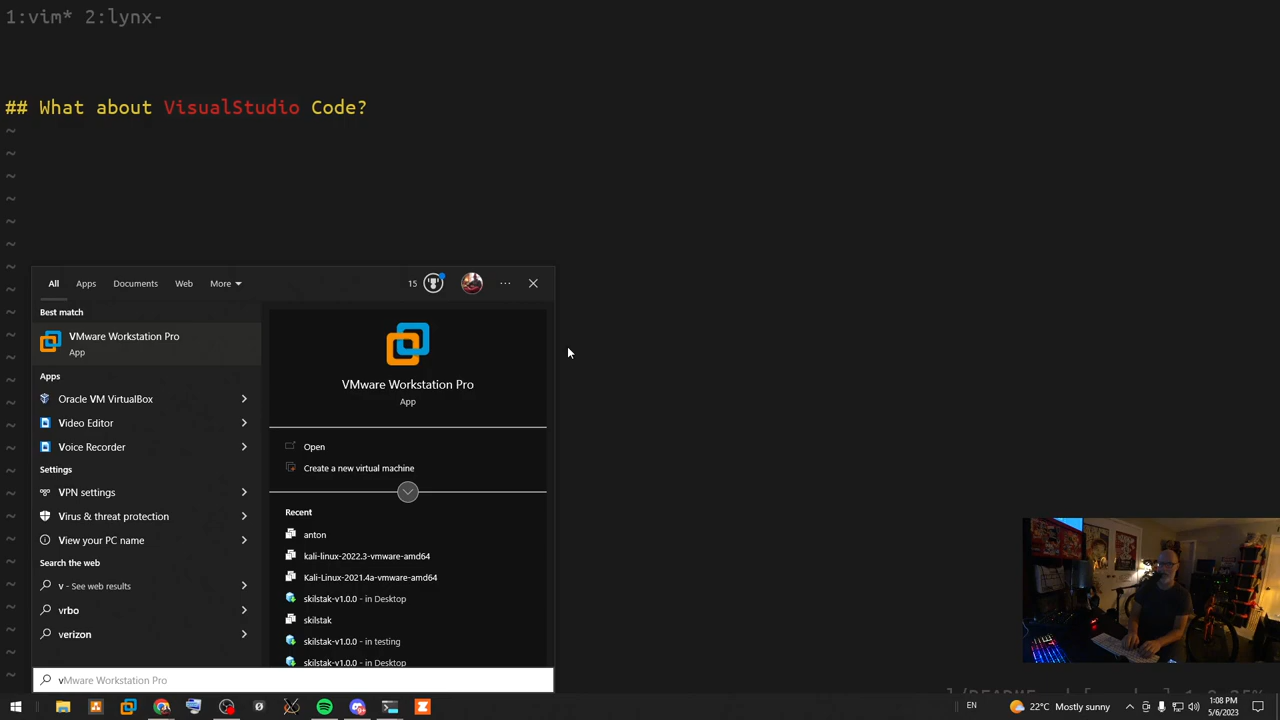 1:vim* 2:lynx-
## What about VisualStudio Code?
~
~
~
~
~
~
~
All Apps Documents Web More 15 ...
Best match
VMware Workstation Pro
App
Apps
Oracle VM VirtualBox
Video Editor
Voice Recorder
Settings
VPN settings
Virus & threat protection
View your PC name
Search the web
v - See web results
vrbo
verizon
VMware Workstation Pro
App
Open
Create a new virtual machine
Recent
anton
kali-linux-2022.3-vmware-amd64
Kali-Linux-2021.4a-vmware-amd64
skilstak-v1.0.0 - in Desktop
skilstak
skilstak-v1.0.0 - in testing
skilstak-v1.0.0 - in Desktop
vMware Workstation Pro
EN
22°C Mostly sunny
1:08 PM
5/6/2023